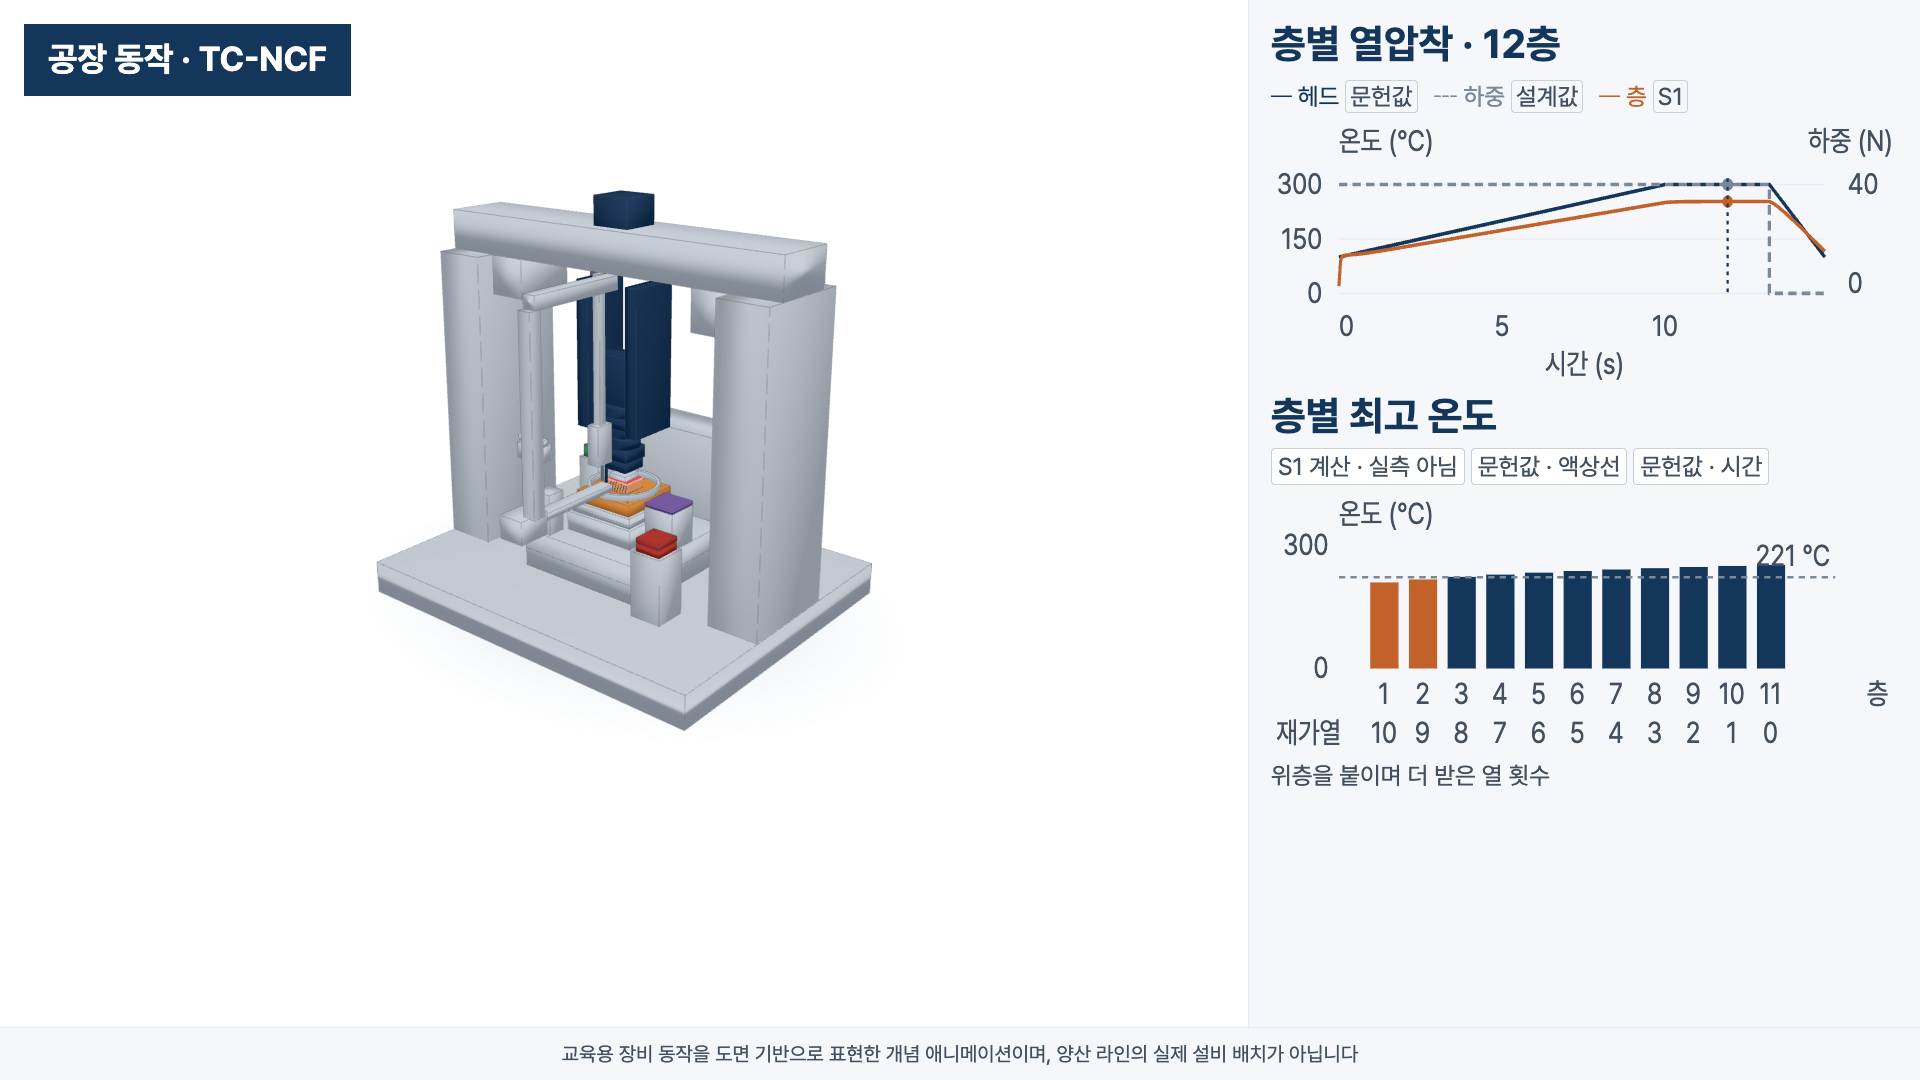 공장 동작 · TC-NCF
층별 열압착 · 12층
— 헤드 문헌값 --- 하중 설계값 — 층 S1
온도 (°C) 하중 (N)
300 40
150
0 0
0 5 10
시간 (s)
층별 최고 온도
S1 계산 · 실측 아님 문헌값 · 액상선 문헌값 · 시간
온도 (°C)
300
221 °C
0
1 2 3 4 5 6 7 8 9 10 11 층
재가열 10 9 8 7 6 5 4 3 2 1 0
위층을 붙이며 더 받은 열 횟수
교육용 장비 동작을 도면 기반으로 표현한 개념 애니메이션이며, 양산 라인의 실제 설비 배치가 아닙니다